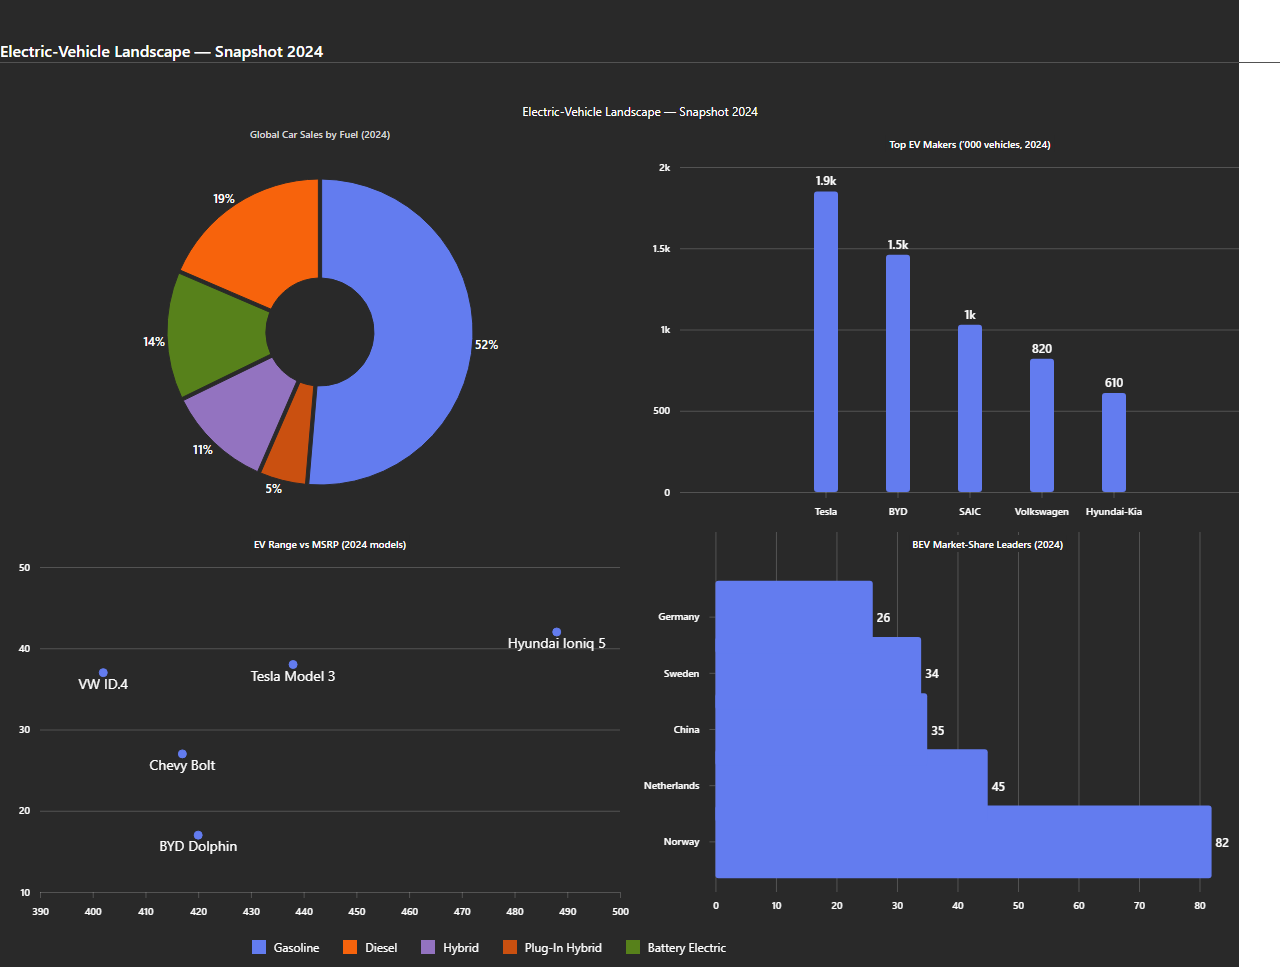 Electric-Vehicle Landscape — Snapshot 2024
Electric-Vehicle Landscape — Snapshot 2024
Global Car Sales by Fuel (2024)
19%
14%
52%
11%
5%
Top EV Makers ('000 vehicles, 2024)
2k
1.5k
1k
500
0
1.9k
1.5k
1k
820
610
Tesla BYD SAIC Volkswagen Hyundai-Kia
EV Range vs MSRP (2024 models)
50
40
30
20
10
Hyundai Ioniq 5
Tesla Model 3
VW ID.4
Chevy Bolt
BYD Dolphin
390 400 410 420 430 440 450 460 470 480 490 500
BEV Market-Share Leaders (2024)
Germany 26
Sweden 34
China 35
Netherlands 45
Norway 82
0 10 20 30 40 50 60 70 80
Gasoline Diesel Hybrid Plug-In Hybrid Battery Electric